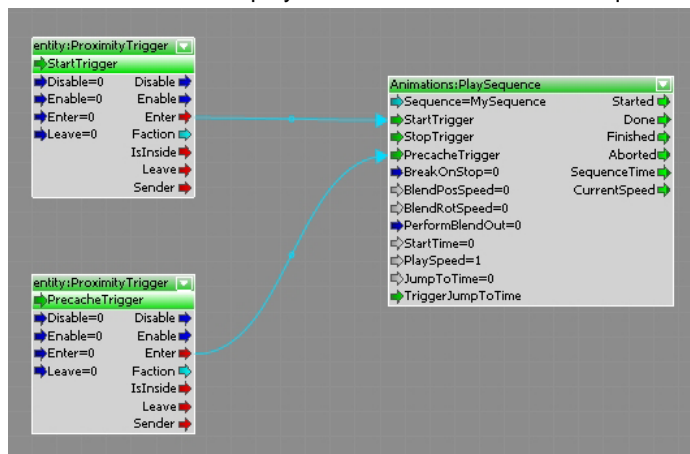 entity:ProximityTrigger
StartTrigger
Disable=0 Disable
Enable=0 Enable
Enter=0 Enter
Leave=0 Faction
IsInside
Leave
Sender
Animations:PlaySequence
Sequence=MySequence Started
StartTrigger Done
StopTrigger Finished
PrecacheTrigger Aborted
BreakOnStop=0 SequenceTime
BlendPosSpeed=0 CurrentSpeed
BlendRotSpeed=0
PerformBlendOut=0
StartTime=0
PlaySpeed=1
JumpToTime=0
TriggerJumpToTime
entity:ProximityTrigger
PrecacheTrigger
Disable=0 Disable
Enable=0 Enable
Enter=0 Enter
Leave=0 Faction
IsInside
Leave
Sender